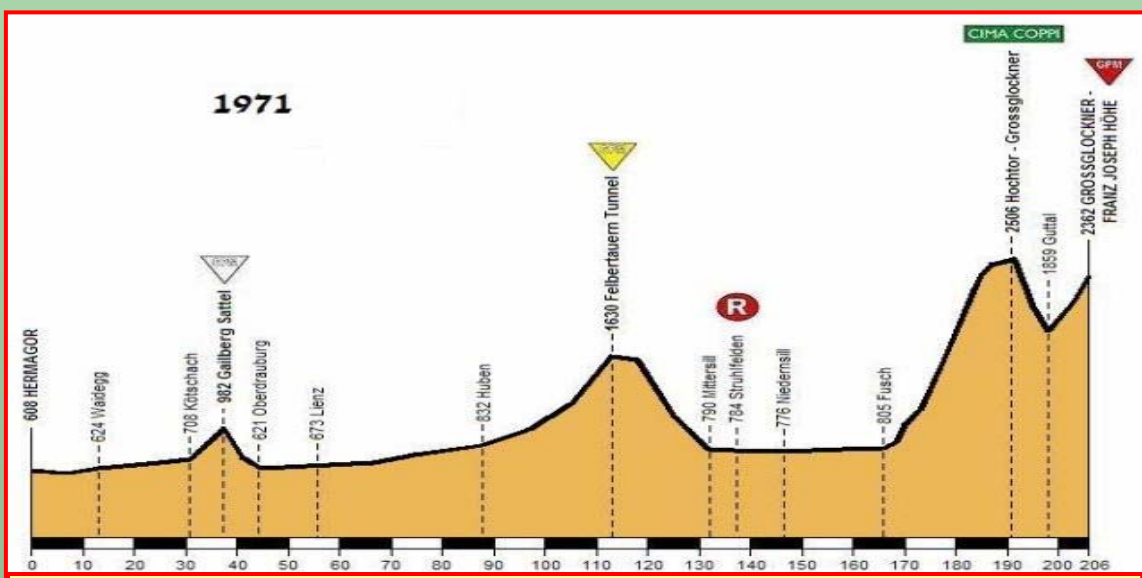 1971
CIMA COPPI
GPM
R
608 HERMAGOR
624 Waidegg
708 Kötschach
982 Gailberg Sattel
621 Oberdrauburg
673 Lienz
832 Huben
1630 Felbertauern Tunnel
790 Mittersill
784 Struhlfelden
776 Niedernsill
805 Fusch
2506 Hochtor - Grossglockner
1859 Guttal
2362 GROSSGLOCKNER -
FRANZ JOSEPH HÖHE
0 10 20 30 40 50 60 70 80 90 100 110 120 130 140 150 160 170 180 190 200 206